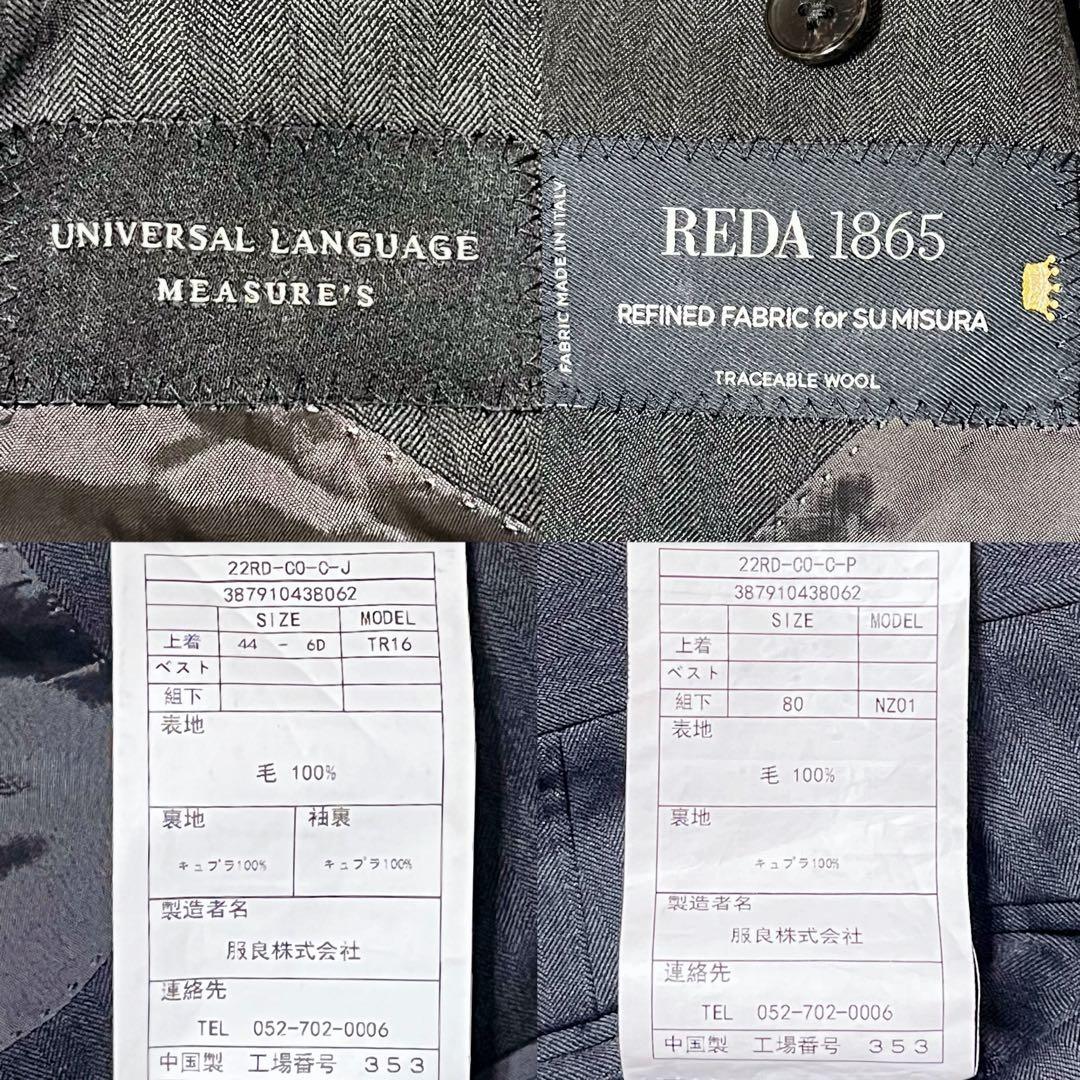 UNIVERSAL LANGUAGE
MEASURE'S
FABRIC MADE IN ITALY
REDA 1865
REFINED FABRIC for SU MISURA
TRACEABLE WOOL
22RD-CO-C-J
387910438062
SIZE MODEL
上着 44 - 6D TR16
ベスト
組下
表地
毛 100%
裏地 袖裏
キュプラ100% キュプラ100%
製造者名
服良株式会社
連絡先
TEL 052-702-0006
中国製 工場番号 353
22RD-CO-C-P
387910438062
SIZE MODEL
上着
ベスト
組下 80 NZ01
表地
毛 100%
裏地
キュプラ100%
製造者名
服良株式会社
連絡先
TEL 052-702-0006
中国製 工場番号 353